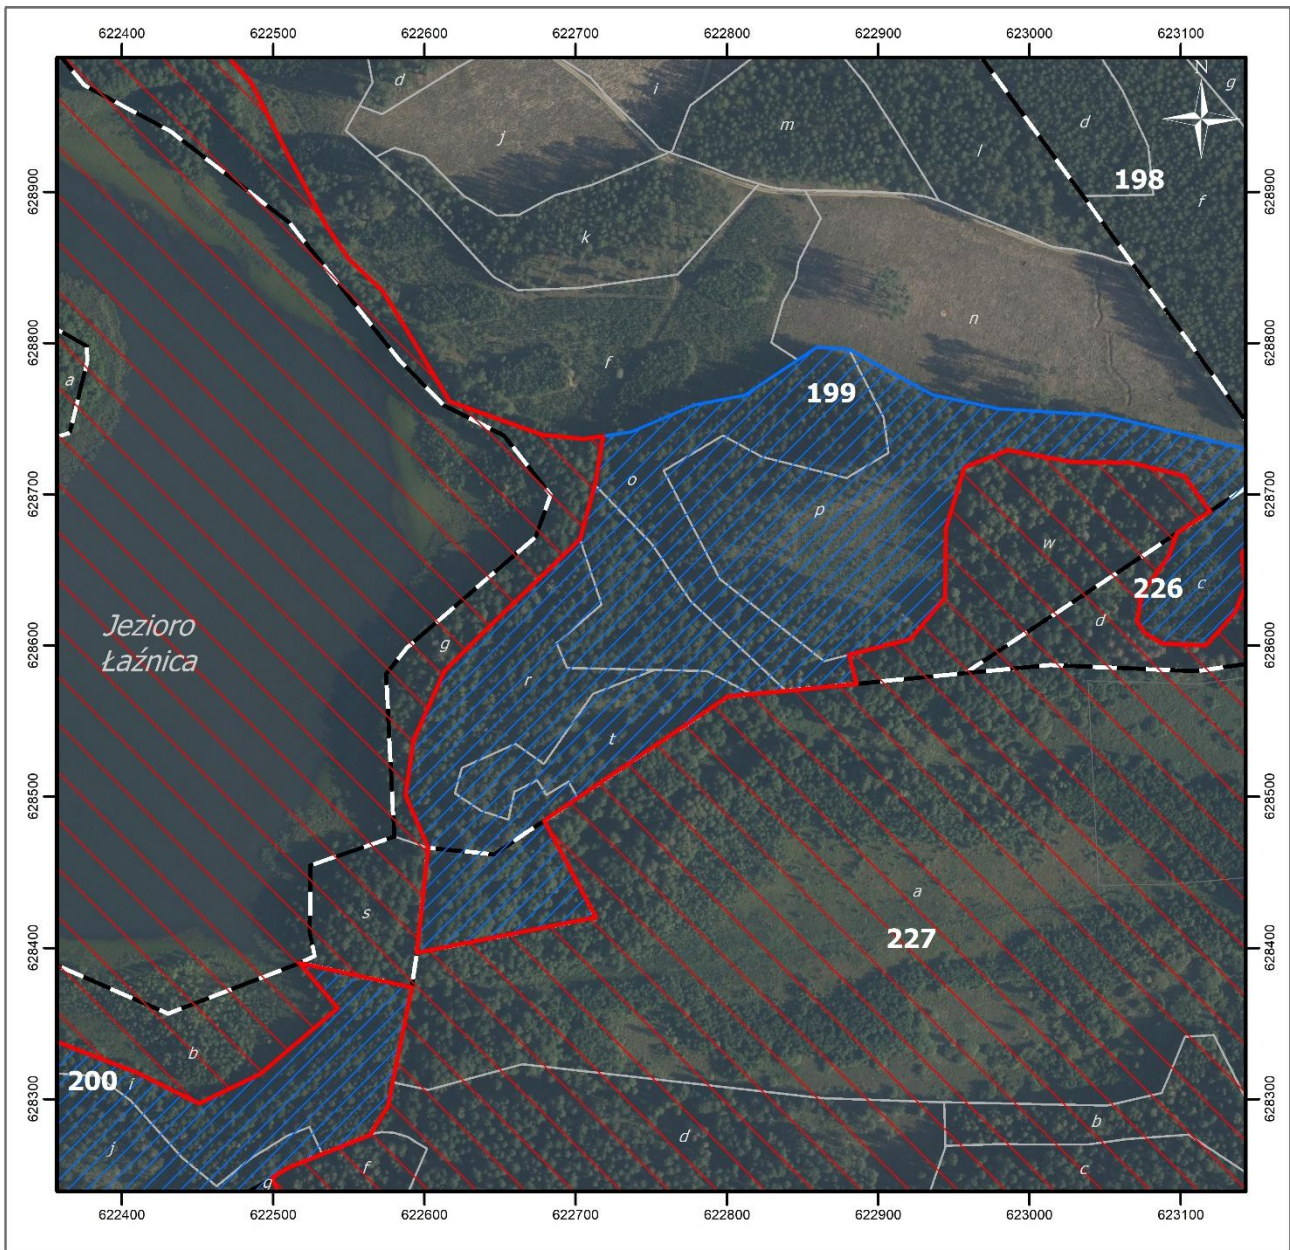 622400 622500 622600 622700 622800 622900 623000 623100
N
d i g
m d
j l
198
628900 628900
f
k
n
628800 628800
f
a
199
628700 628700
o p
w
226 c
Jezioro
Łaźnica
628600 628600
g d
r
t
628500 628500
a
s
227
628400 628400
b
200 i
628300 628300
b
j d
f c
g
622400 622500 622600 622700 622800 622900 623000 623100